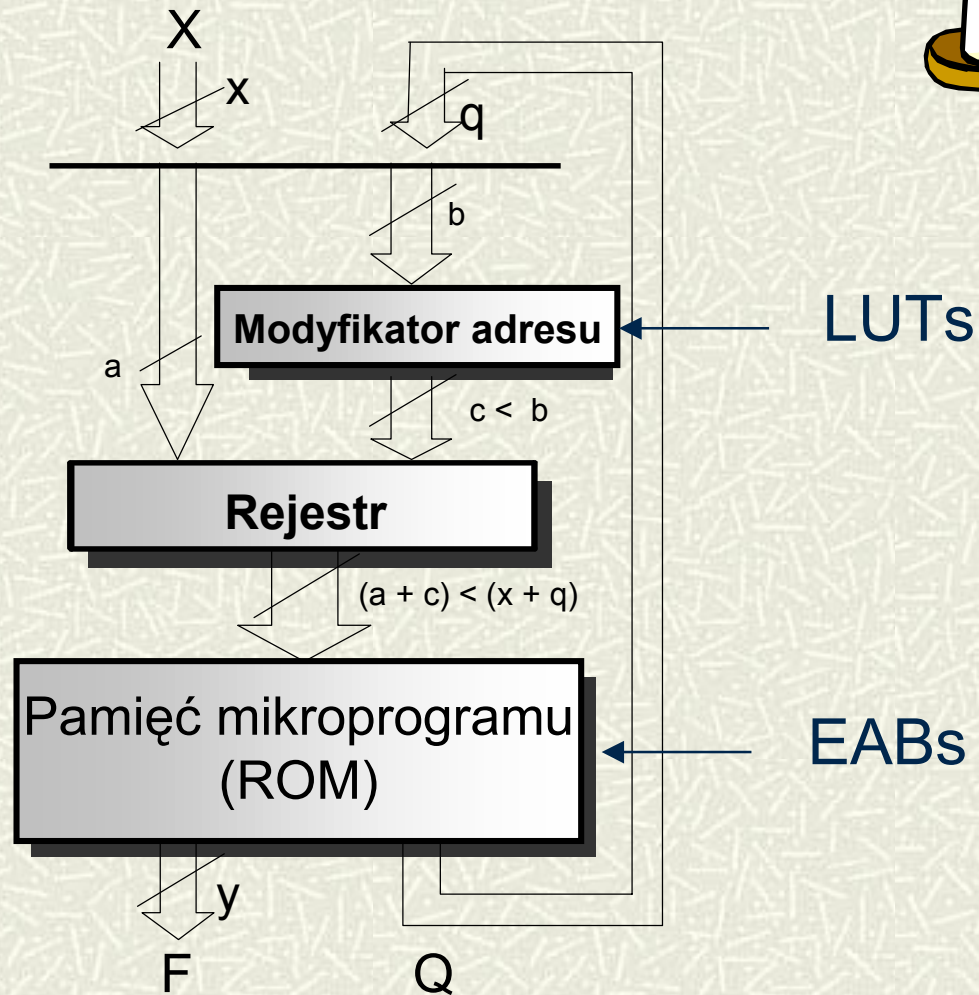 X
x
q
b
Modyfikator adresu
LUTs
a
c < b
Rejestr
(a + c) < (x + q)
Pamięć mikroprogramu
(ROM)
EABs
y
F
Q